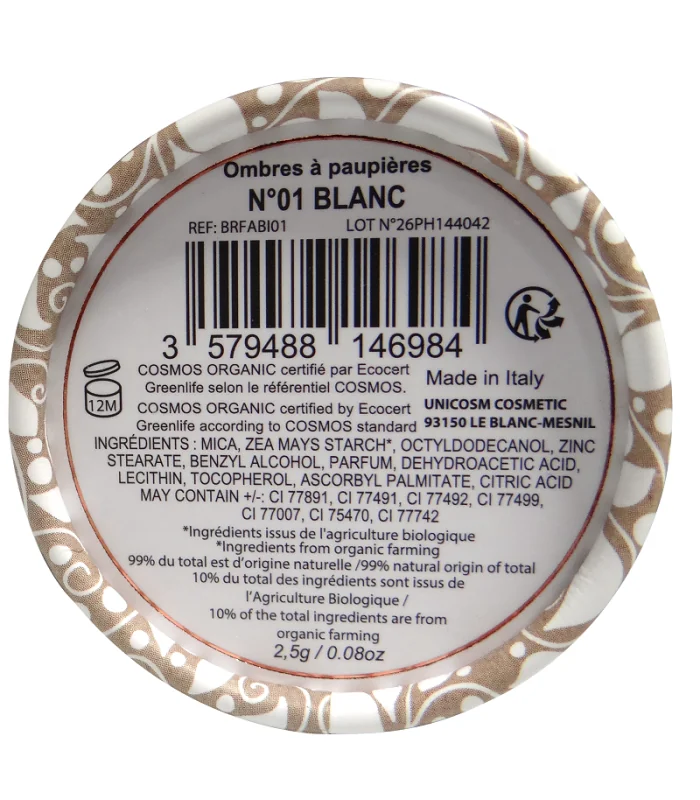 Ombres à paupières
N°01 BLANC
REF: BRFABI01 LOT N°26PH144042
3 579488 146984
COSMOS ORGANIC certifié par Ecocert
Greenlife selon le référentiel COSMOS.
12M
COSMOS ORGANIC certified by Ecocert
Greenlife according to COSMOS standard
Made in Italy
UNICOSM COSMETIC
93150 LE BLANC-MESNIL
INGRÉDIENTS : MICA, ZEA MAYS STARCH*, OCTYLDODECANOL, ZINC
STEARATE, BENZYL ALCOHOL, PARFUM, DEHYDROACETIC ACID,
LECITHIN, TOCOPHEROL, ASCORBYL PALMITATE, CITRIC ACID
MAY CONTAIN +/-: CI 77891, CI 77491, CI 77492, CI 77499,
CI 77007, CI 75470, CI 77742
*Ingrédients issus de l'agriculture biologique
*Ingredients from organic farming
99% du total est d'origine naturelle /99% natural origin of total
10% du total des ingrédients sont issus de
l'Agriculture Biologique /
10% of the total ingredients are from
organic farming
2,5g / 0.08oz